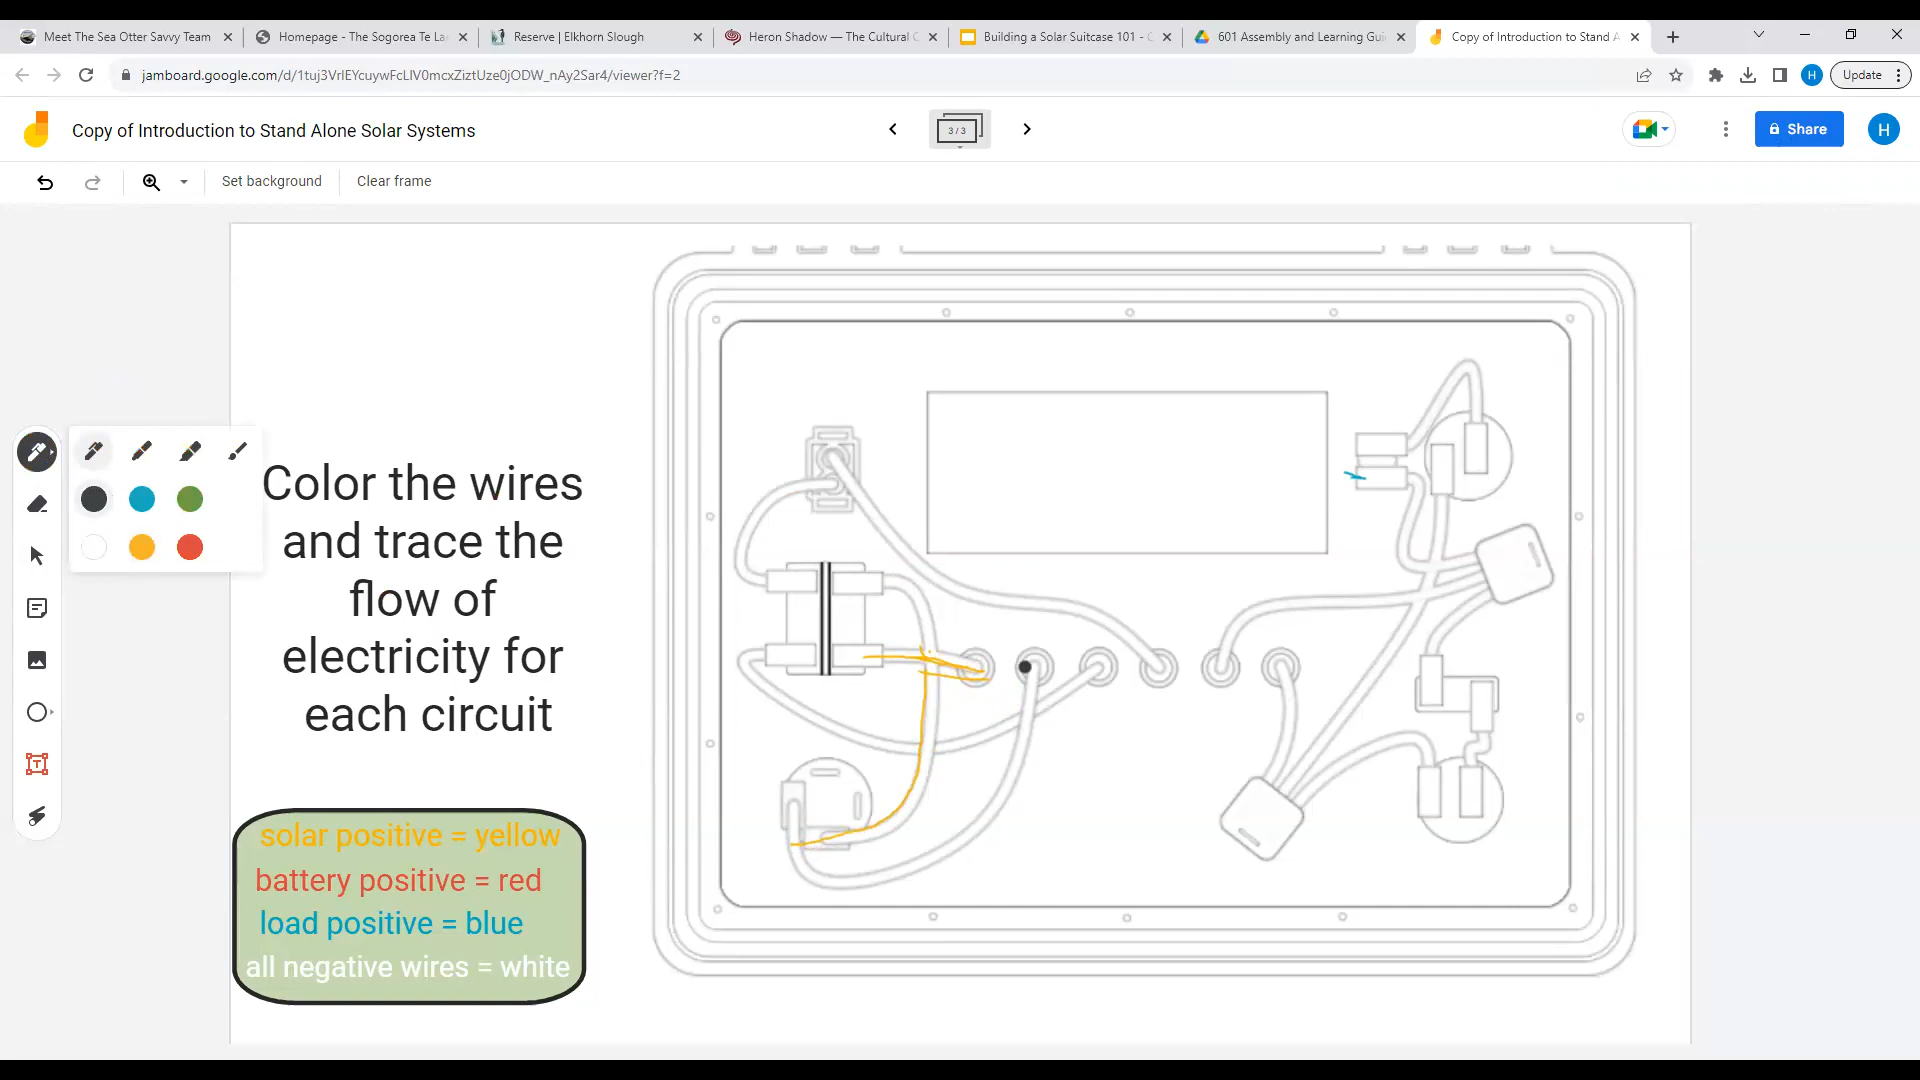 Meet The Sea Otter Savvy Team
Homepage - The Sogorea Te La
Reserve | Elkhorn Slough
Heron Shadow — The Cultural C
Building a Solar Suitcase 101 - C
601 Assembly and Learning Gui
Copy of Introduction to Stand A
jamboard.google.com/d/1tuj3VrIEYcuywFcLlV0mcxZiztUze0jODW_nAy2Sar4/viewer?f=2
H
Update
Copy of Introduction to Stand Alone Solar Systems
3 / 3
Share
H
Set background
Clear frame
Color the wires
and trace the
flow of
electricity for
each circuit
solar positive = yellow
battery positive = red
load positive = blue
all negative wires = white